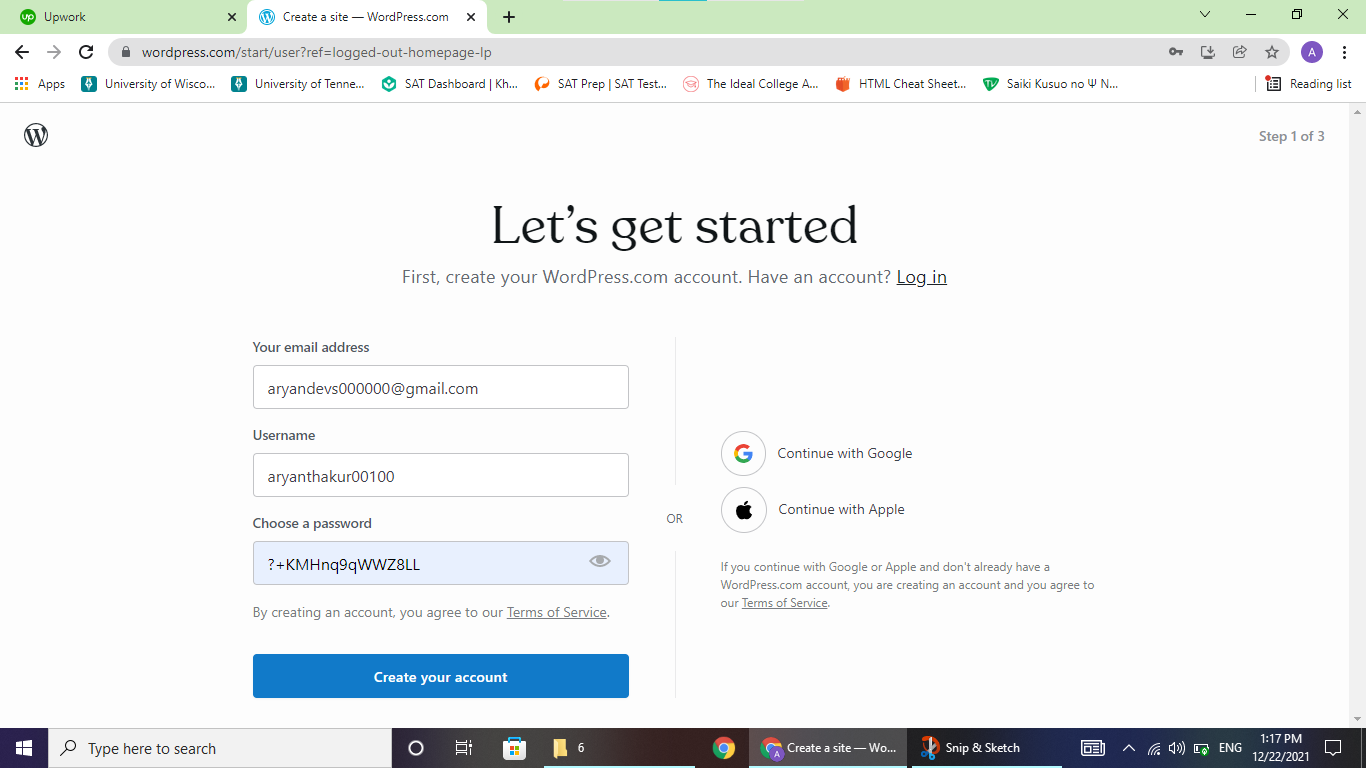 Upwork
Create a site — WordPress.com
wordpress.com/start/user?ref=logged-out-homepage-lp
A
Apps
University of Wisco...
University of Tenne...
SAT Dashboard | Kh...
SAT Prep | SAT Test...
The Ideal College A...
HTML Cheat Sheet...
Saiki Kusuo no Ψ N...
Reading list
Step 1 of 3
Let’s get started
First, create your WordPress.com account. Have an account? Log in
Your email address
aryandevs000000@gmail.com
Username
aryanthakur00100
Choose a password
?+KMHnq9qWWZ8LL
By creating an account, you agree to our Terms of Service.
Create your account
OR
Continue with Google
Continue with Apple
If you continue with Google or Apple and don't already have a
WordPress.com account, you are creating an account and you agree to
our Terms of Service.
Type here to search
6
Create a site — Wo...
Snip & Sketch
ENG
1:17 PM
12/22/2021